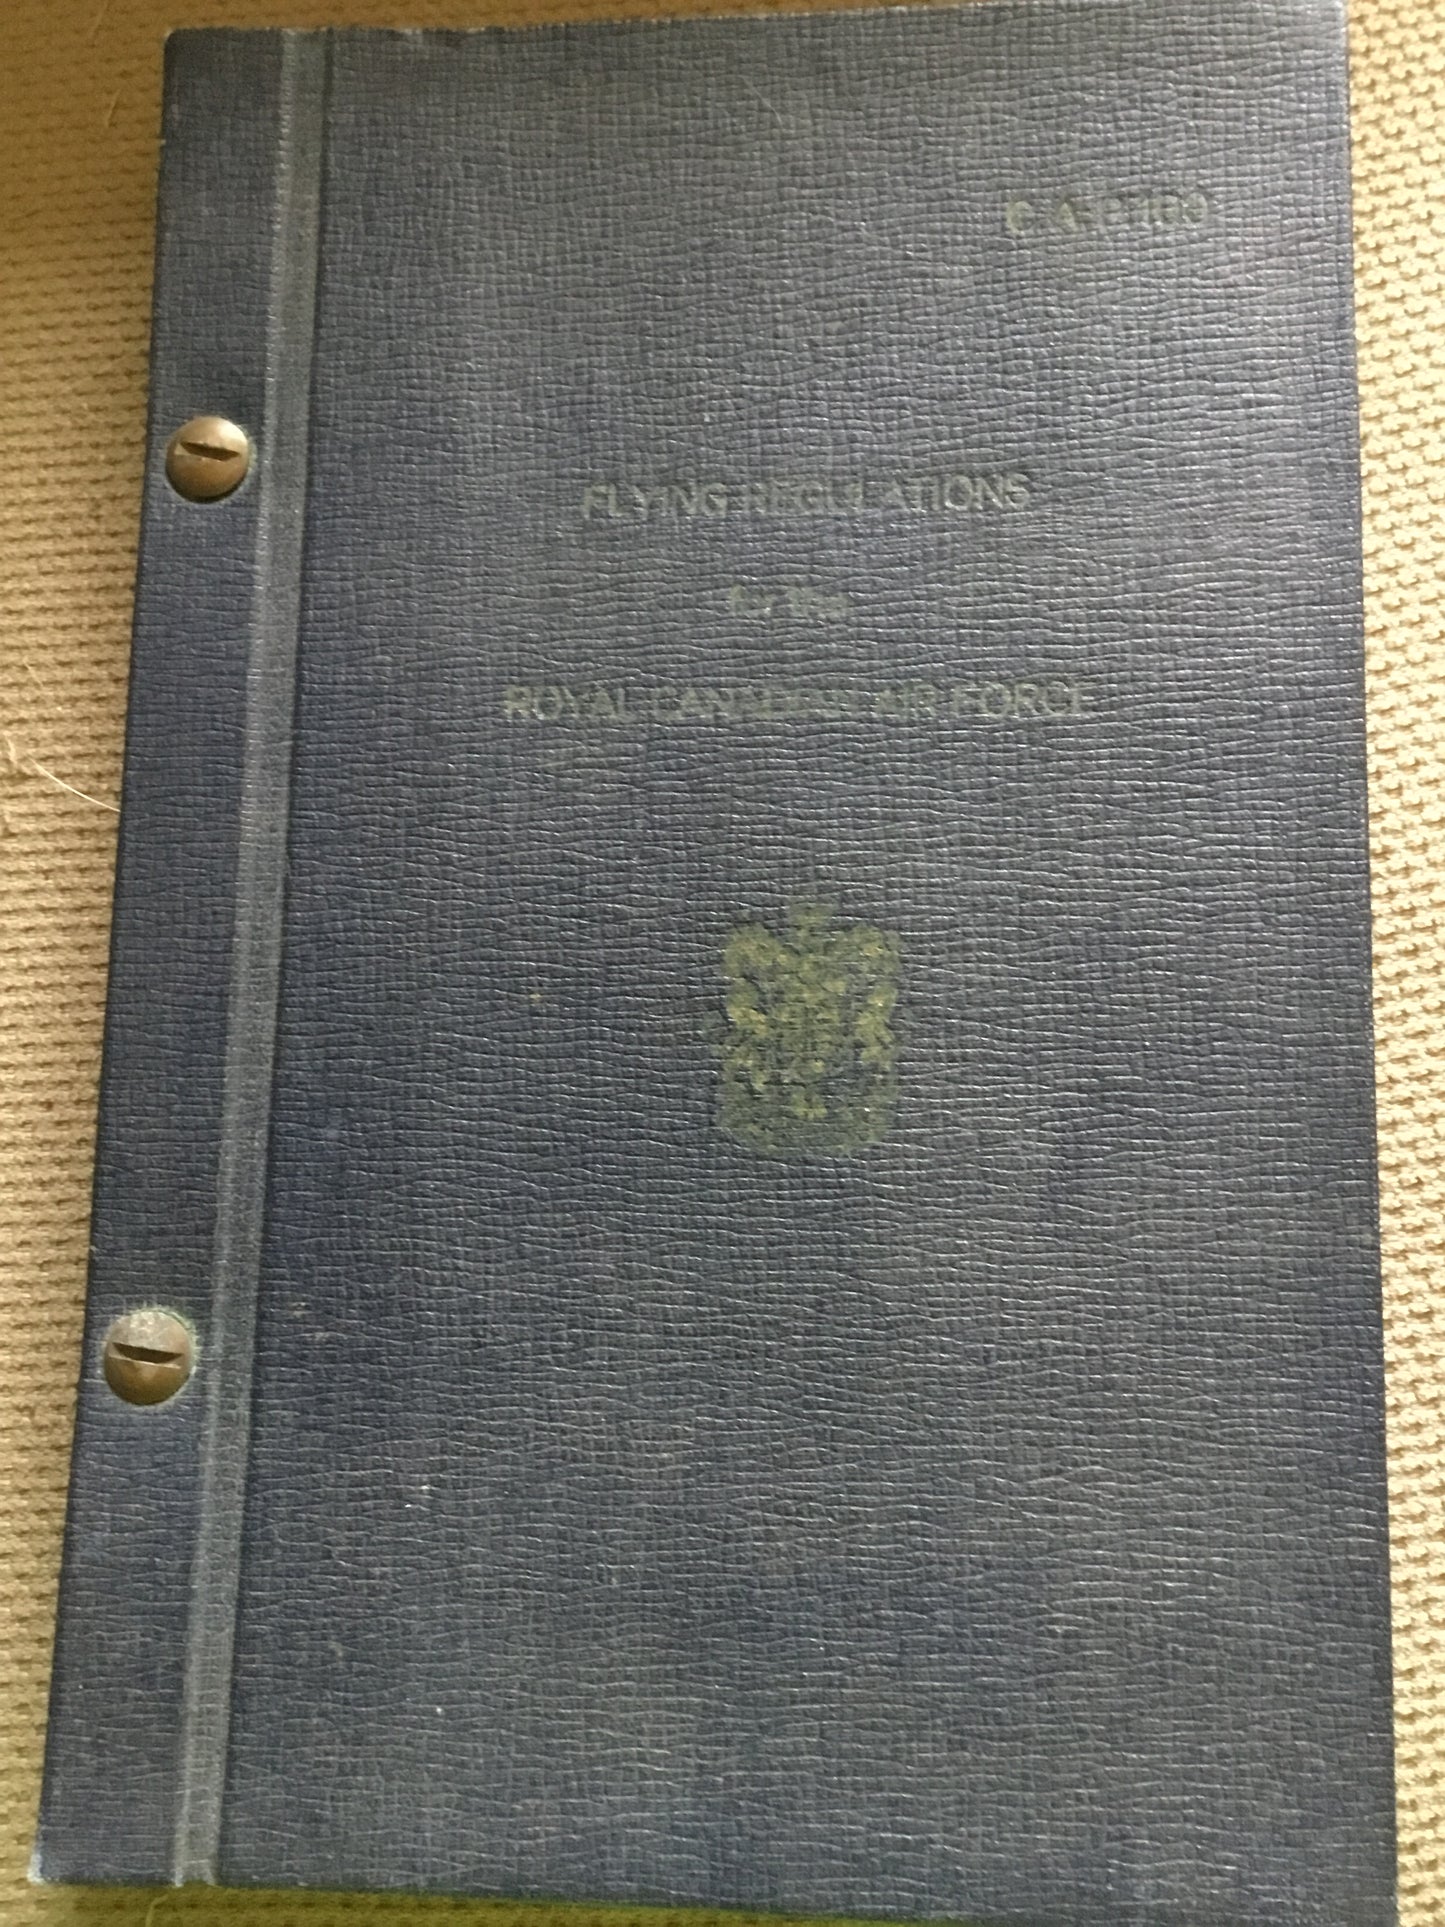 C.A.P. 100
FLYING REGULATIONS
for the
ROYAL CANADIAN AIR FORCE